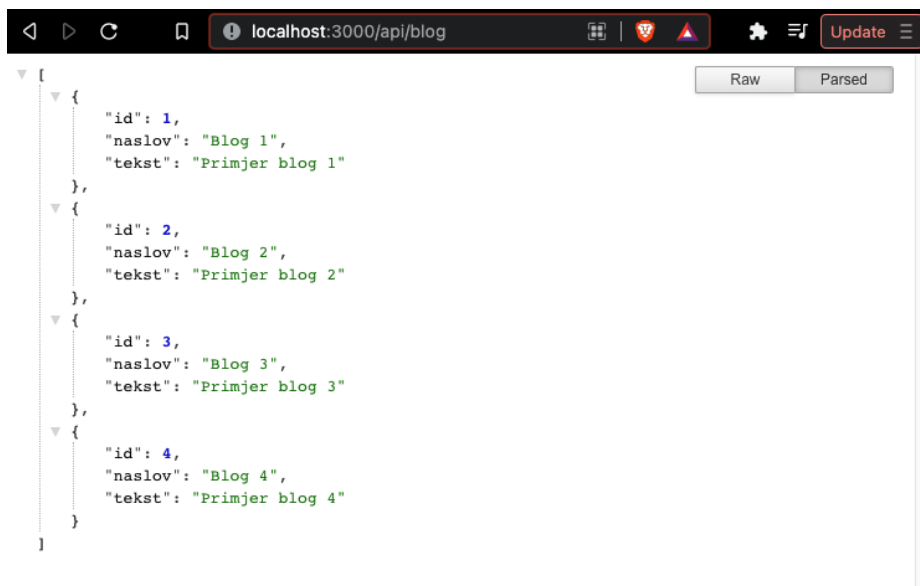 localhost:3000/api/blog
Update
Raw
Parsed
[
{
"id": 1,
"naslov": "Blog 1",
"tekst": "Primjer blog 1"
},
{
"id": 2,
"naslov": "Blog 2",
"tekst": "Primjer blog 2"
},
{
"id": 3,
"naslov": "Blog 3",
"tekst": "Primjer blog 3"
},
{
"id": 4,
"naslov": "Blog 4",
"tekst": "Primjer blog 4"
}
]